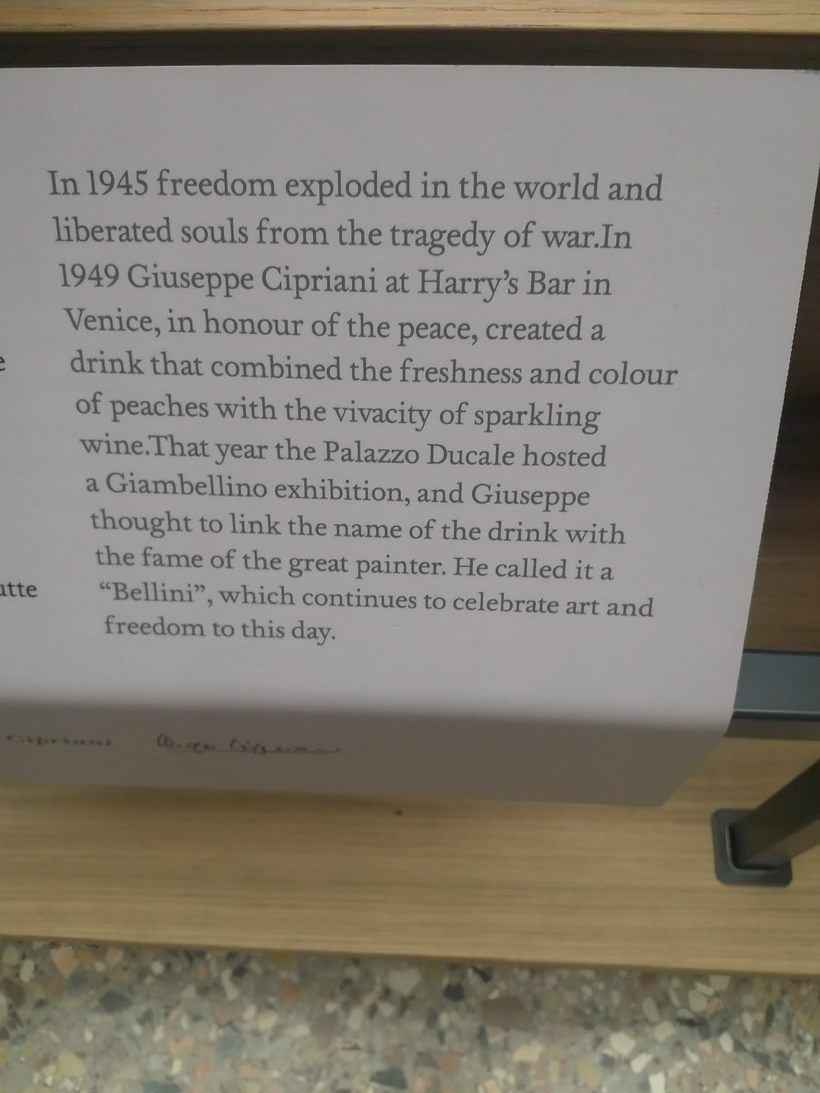 In 1945 freedom exploded in the world and
liberated souls from the tragedy of war.In
1949 Giuseppe Cipriani at Harry's Bar in
Venice, in honour of the peace, created a
drink that combined the freshness and colour
of peaches with the vivacity of sparkling
wine.That year the Palazzo Ducale hosted
a Giambellino exhibition, and Giuseppe
thought to link the name of the drink with
the fame of the great painter. He called it a
“Bellini”, which continues to celebrate art and
freedom to this day.
Cipriani